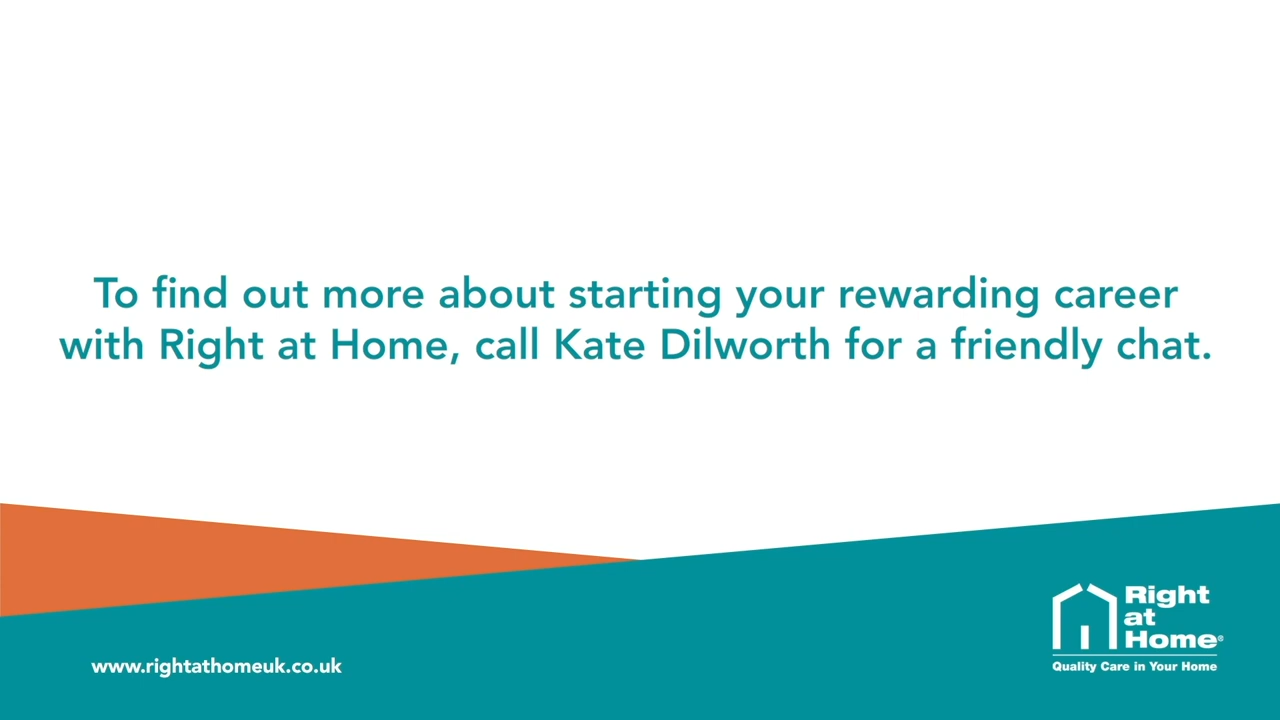 To find out more about starting your rewarding career
with Right at Home, call Kate Dilworth for a friendly chat.
Right
at
Home®
Quality Care in Your Home
www.rightathomeuk.co.uk